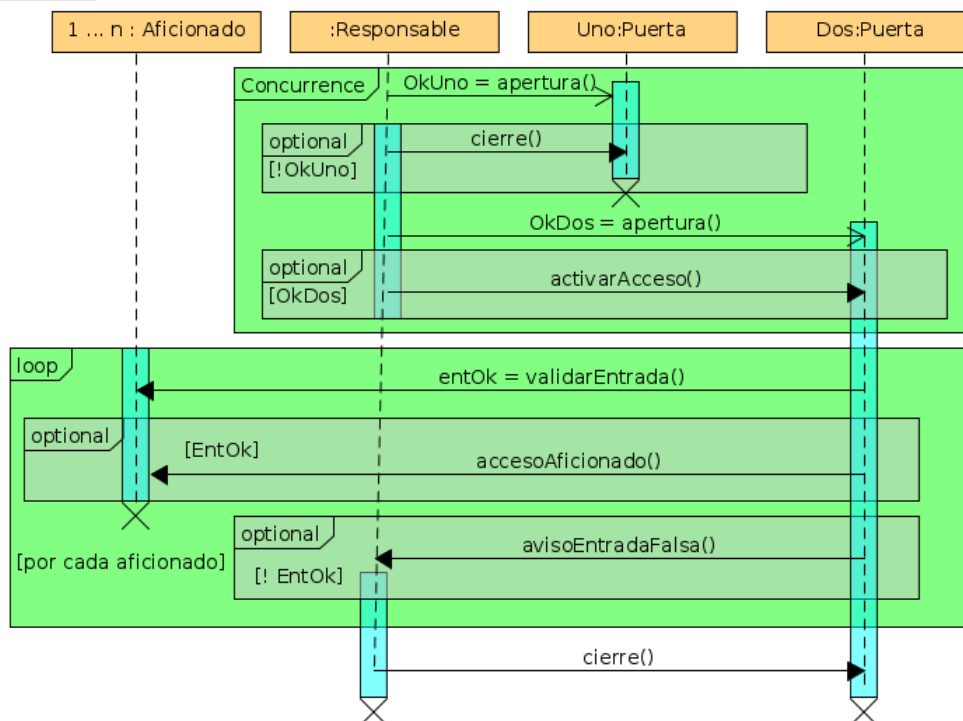 1 ... n : Aficionado
:Responsable
Uno:Puerta
Dos:Puerta
Concurrence
OkUno = apertura()
optional
cierre()
[!OkUno]
OkDos = apertura()
optional
activarAcceso()
[OkDos]
loop
entOk = validarEntrada()
optional
[EntOk]
accesoAficionado()
optional
avisoEntradaFalsa()
[por cada aficionado]
[! EntOk]
cierre()